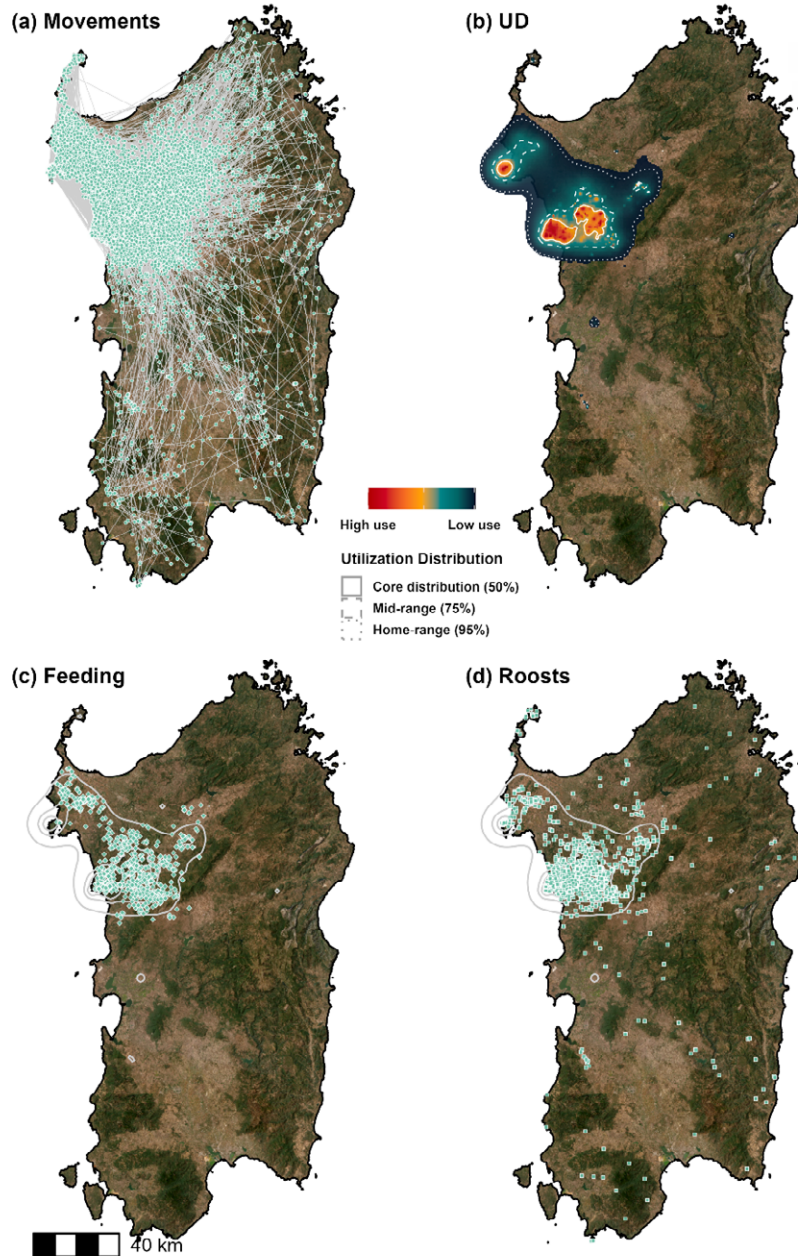 (a) Movements
(b) UD
High use
Low use
Utilization Distribution
Core distribution (50%)
Mid-range (75%)
Home-range (95%)
(c) Feeding
(d) Roosts
40 km